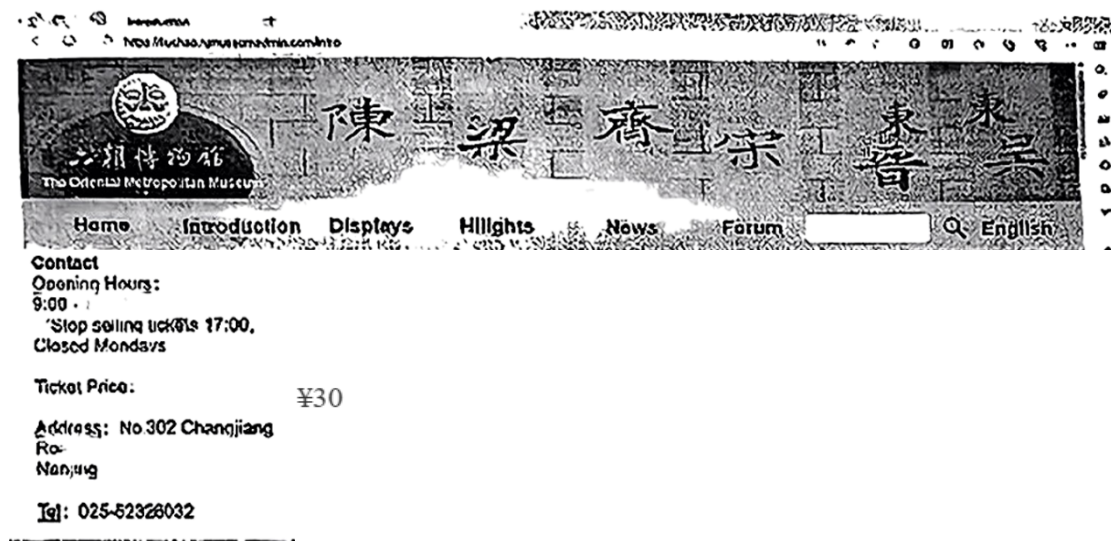 Introduction
陳 梁 齊 宋 東晉 東吳
六朝博物館
The Oriental Metropolitan Museum
Home Introduction Displays Hilights News Forum English
Contact
Opening Hours:
9:00 -
Stop selling tickets 17:00,
Closed Mondays
Ticket Price: ¥30
Address: No.302 Changjiang
Nanjing
Tel: 025-52326032